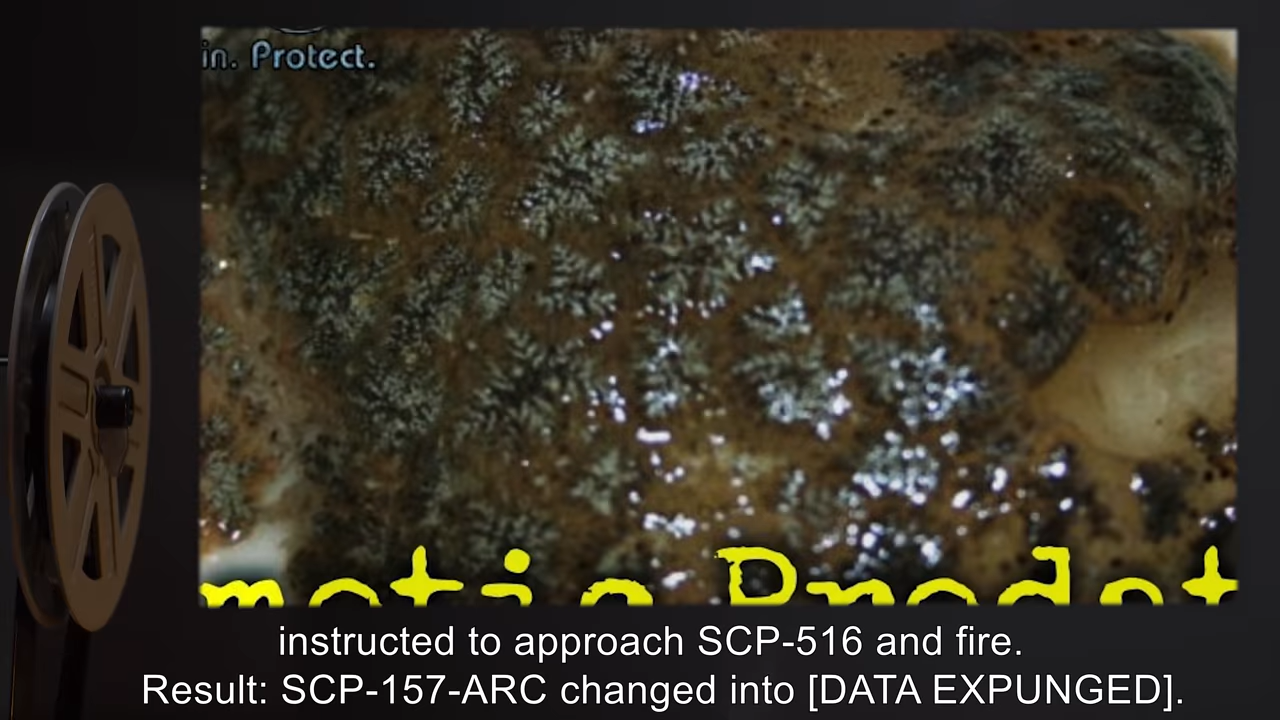 in. Protect.
instructed to approach SCP-516 and fire.
Result: SCP-157-ARC changed into [DATA EXPUNGED].